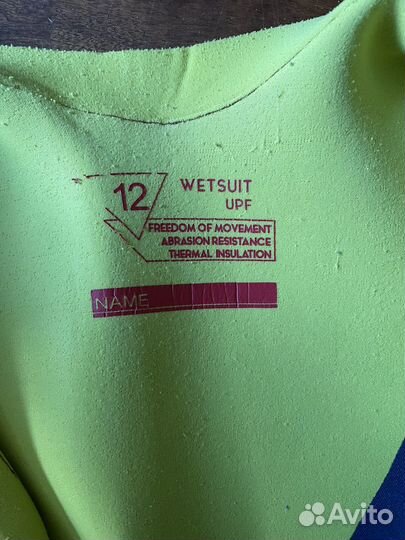 12
WETSUIT
UPF
FREEDOM OF MOVEMENT
ABRASION RESISTANCE
THERMAL INSULATION
NAME
Avito